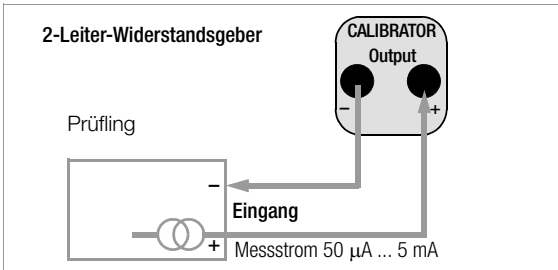 2-Leiter-Widerstandsgeber
CALIBRATOR
Output
– +
Prüfling
–
Eingang
+
Messstrom 50 µA ... 5 mA